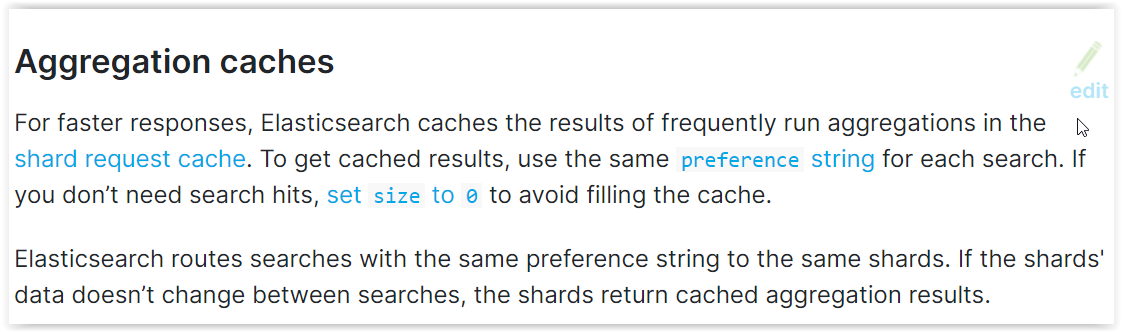 Aggregation caches
edit
For faster responses, Elasticsearch caches the results of frequently run aggregations in the
shard request cache. To get cached results, use the same preference string for each search. If
you don’t need search hits, set size to 0 to avoid filling the cache.
Elasticsearch routes searches with the same preference string to the same shards. If the shards'
data doesn’t change between searches, the shards return cached aggregation results.